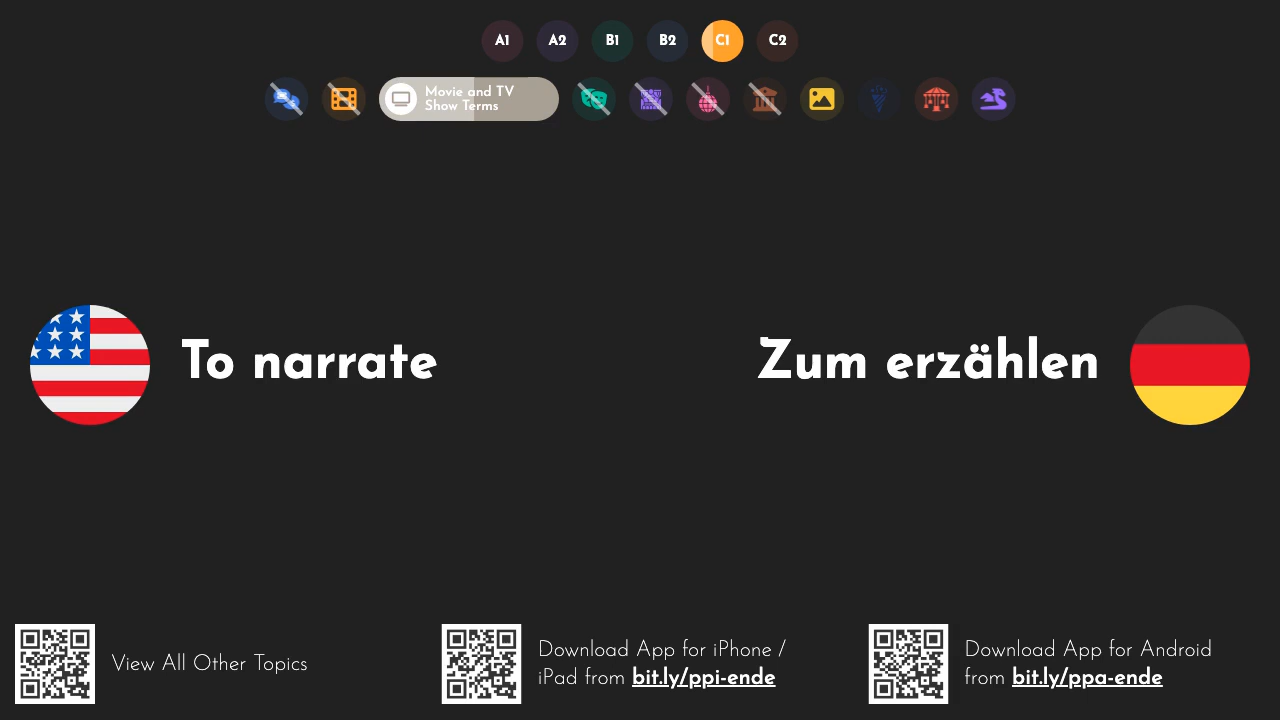 A1 A2 B1 B2 C1 C2
Movie and TV
Show Terms
To narrate
Zum erzählen
View All Other Topics
Download App for iPhone /
iPad from bit.ly/ppi-ende
Download App for Android
from bit.ly/ppa-ende